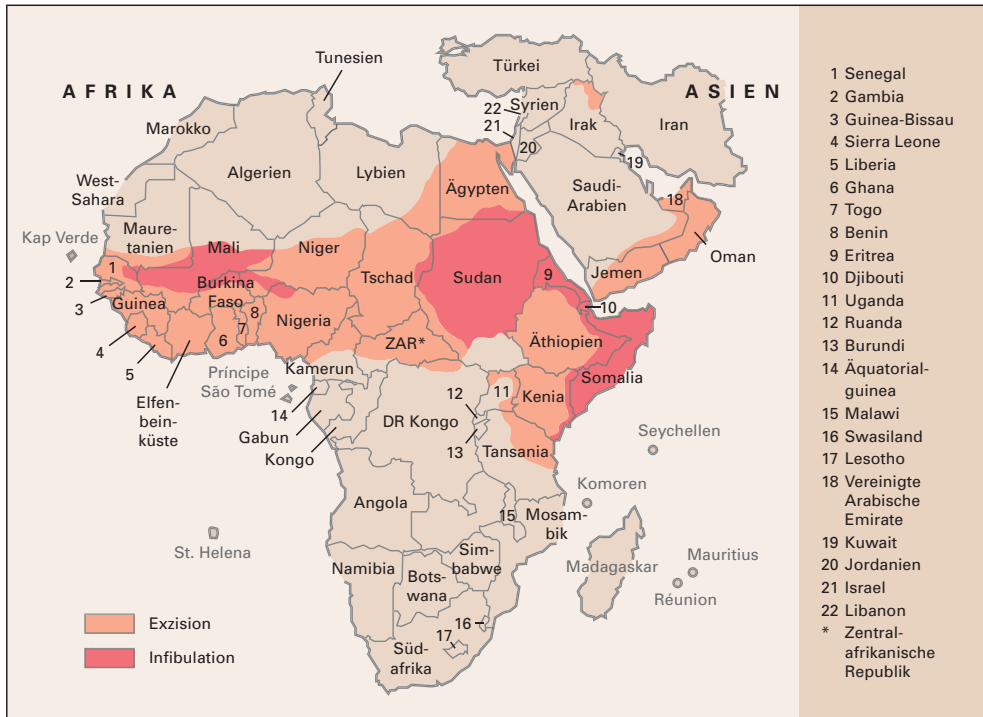 AFRIKA
ASIEN
Tunesien
Türkei
Marokko
22
Syrien
21
20
Irak
Iran
19
Algerien
Lybien
Ägypten
Saudi-
Arabien
18
West-
Sahara
Kap Verde
Maure-
tanien
Mali
Niger
Tschad
Sudan
9
Jemen
Oman
10
1
2
3
Guinea
Burkina
Faso
8
7
6
Nigeria
4
5
Elfen-
bein-
küste
ZAR*
Äthiopien
Somalia
Kamerun
Príncipe
São Tomé
14
Gabun
Kongo
DR Kongo
12
13
11
Kenia
Tansania
Seychellen
Komoren
Angola
15
Mosam-
bik
St. Helena
Sim-
babwe
Madagaskar
Mauritius
Réunion
Namibia
Bots-
wana
16
17
Süd-
afrika
Exzision
Infibulation
1 Senegal
2 Gambia
3 Guinea-Bissau
4 Sierra Leone
5 Liberia
6 Ghana
7 Togo
8 Benin
9 Eritrea
10 Djibouti
11 Uganda
12 Ruanda
13 Burundi
14 Äquatorial-
guinea
15 Malawi
16 Swasiland
17 Lesotho
18 Vereinigte
Arabische
Emirate
19 Kuwait
20 Jordanien
21 Israel
22 Libanon
* Zentral-
afrikanische
Republik